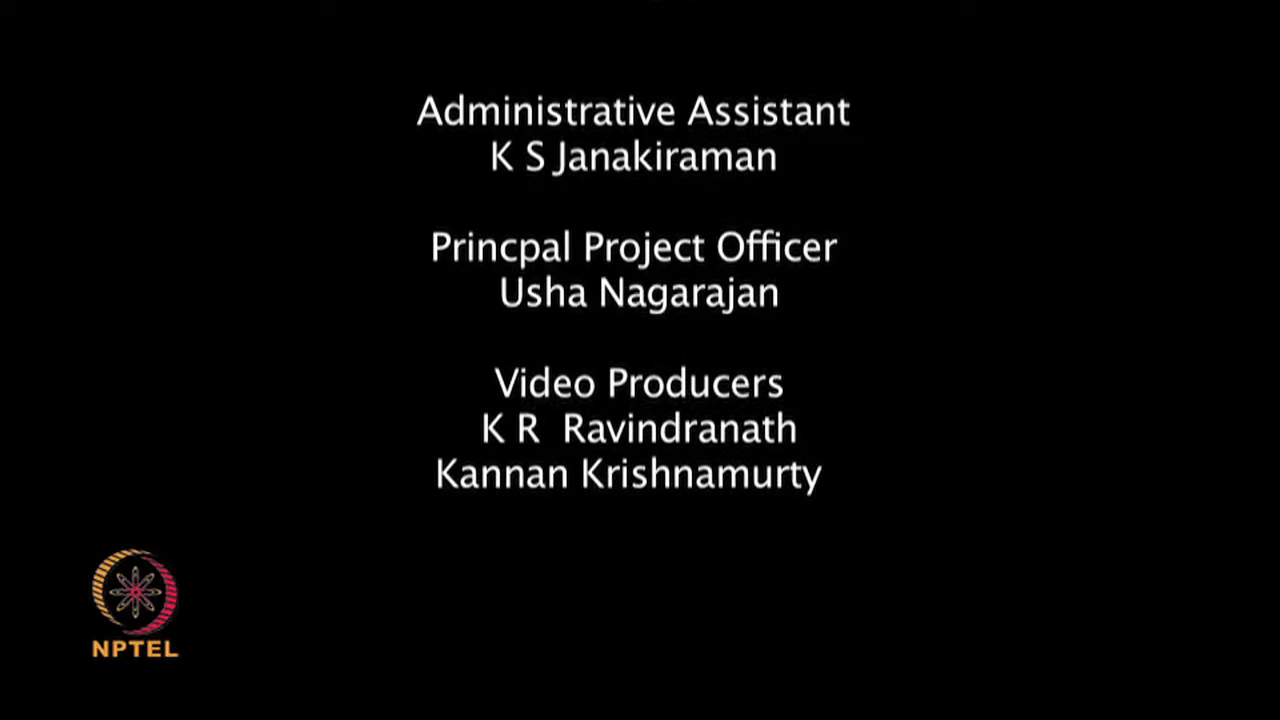 Administrative Assistant
K S Janakiraman
Princpal Project Officer
Usha Nagarajan
Video Producers
K R  Ravindranath
Kannan Krishnamurty
NPTEL